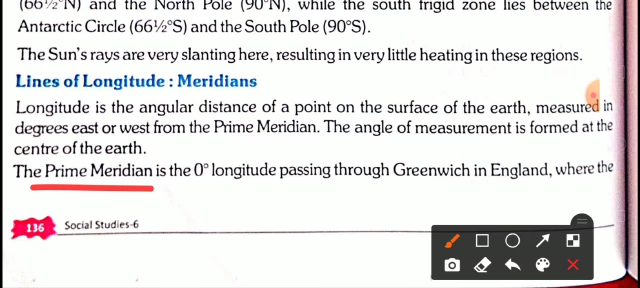 (66½°N) and the North Pole (90°N), while the south frigid zone lies between the
Antarctic Circle (66½°S) and the South Pole (90°S).
The Sun's rays are very slanting here, resulting in very little heating in these regions.
Lines of Longitude : Meridians
Longitude is the angular distance of a point on the surface of the earth, measured in
degrees east or west from the Prime Meridian. The angle of measurement is formed at the
centre of the earth.
The Prime Meridian is the 0° longitude passing through Greenwich in England, where the
136 Social Studies-6